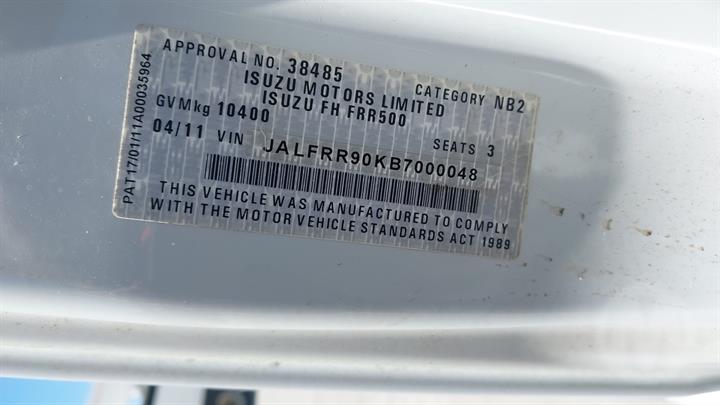 APPROVAL NO. 38485 CATEGORY NB2
ISUZU MOTORS LIMITED
ISUZU FH FRR500
GVMkg 10400
04/11 VIN SEATS 3
JALFRR90KB7000048
THIS VEHICLE WAS MANUFACTURED TO COMPLY
WITH THE MOTOR VEHICLE STANDARDS ACT 1989
PAT17/01/11A00035964